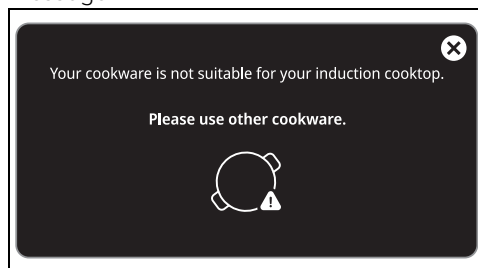 Your cookware is not suitable for your induction cooktop.
Please use other cookware.